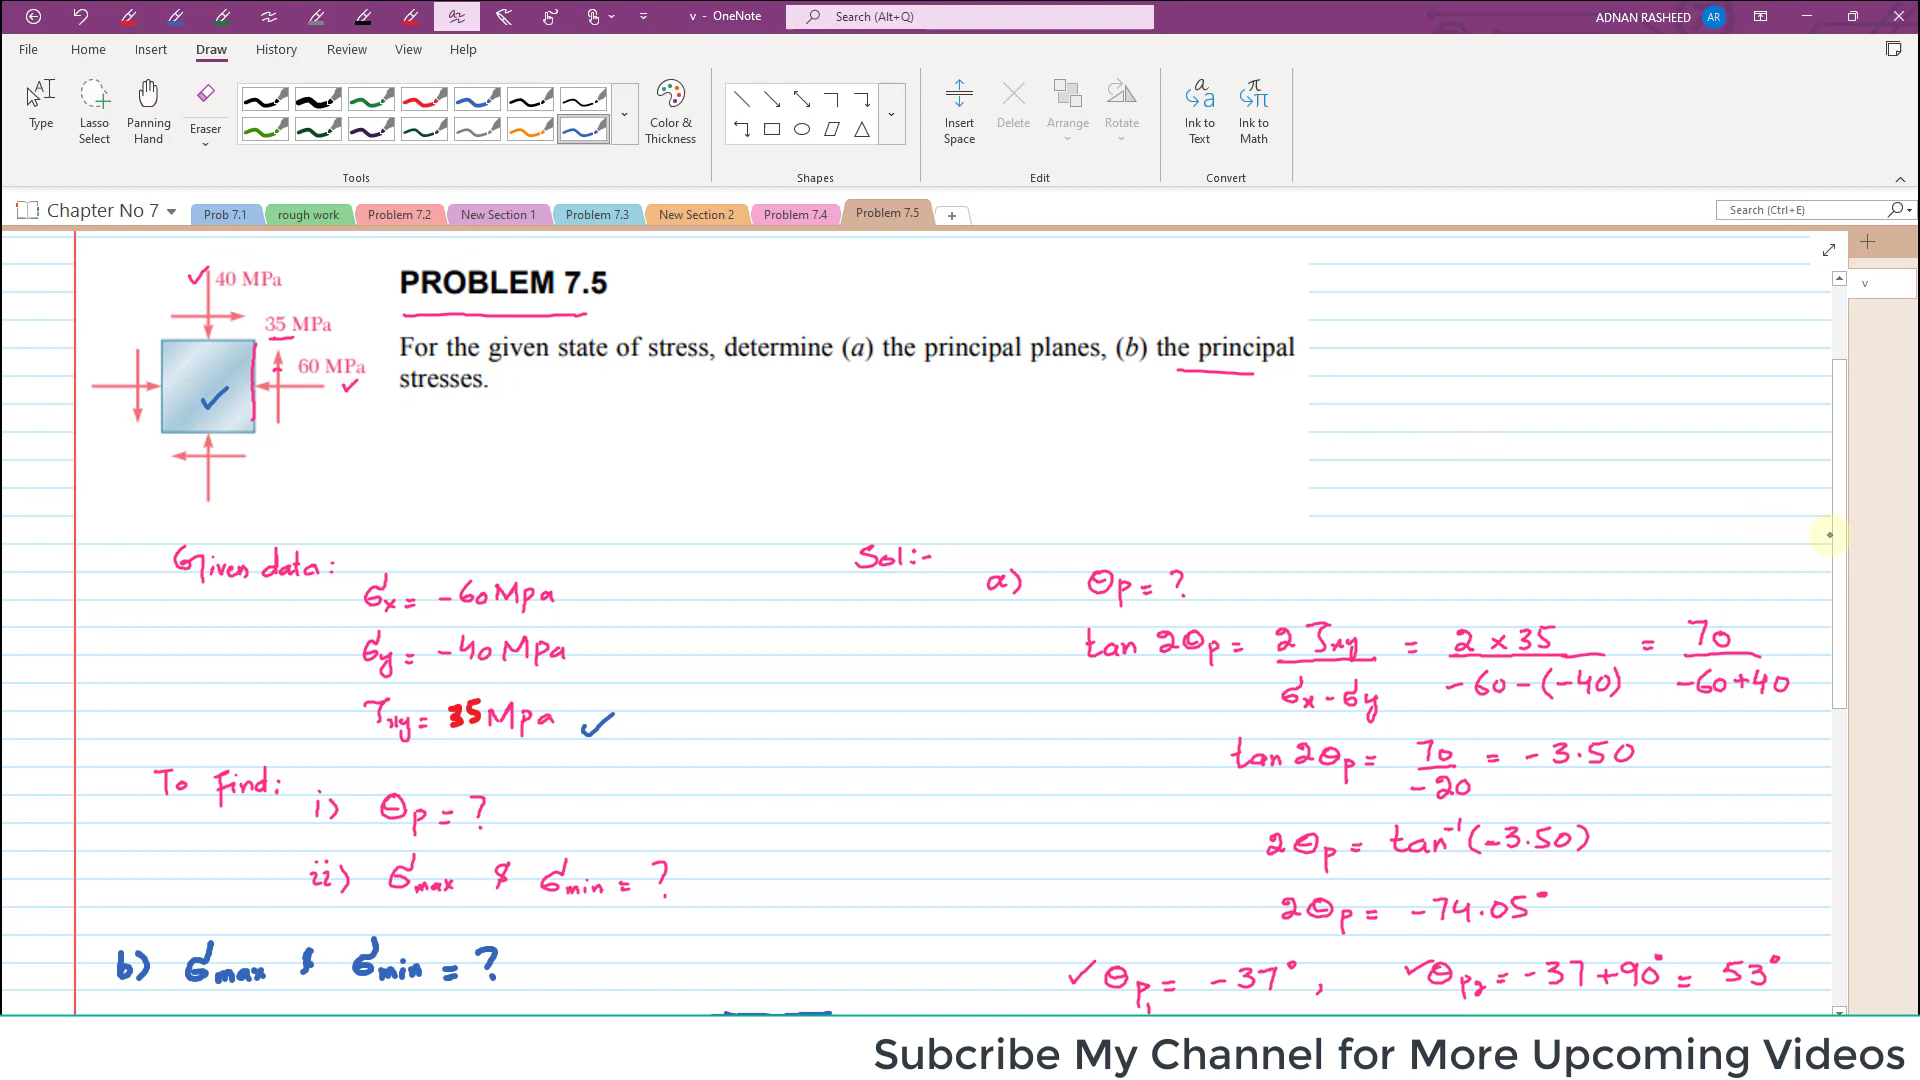 v - OneNote
Search (Alt+Q)
ADNAN RASHEED AR
File Home Insert Draw History Review View Help
Type
Lasso Select
Panning Hand
Eraser
Color & Thickness
Insert Space
Delete
Arrange
Rotate
Ink to Text
Ink to Math
Tools Shapes Edit Convert
Chapter No 7
Prob 7.1 rough work Problem 7.2 New Section 1 Problem 7.3 New Section 2 Problem 7.4 Problem 7.5
Search (Ctrl+E)
v
40 MPa
35 MPa
60 MPa
PROBLEM 7.5
For the given state of stress, determine (a) the principal planes, (b) the principal
stresses.
Given data:
σx = -60 Mpa
σy = -40 Mpa
τxy = 35 Mpa
To Find:
i) θp = ?
ii) σmax & σmin = ?
b) σmax & σmin = ?
Sol:-
a) θp = ?
tan 2θp = 2 τxy / σx - σy = 2 × 35 / -60 - (-40) = 70 / -60+40
tan 2θp = 70 / -20 = -3.50
2θp = tan⁻¹(-3.50)
2θp = -74.05°
θp₁ = -37°, θp₂ = -37 + 90° = 53°
Subcribe My Channel for More Upcoming Videos